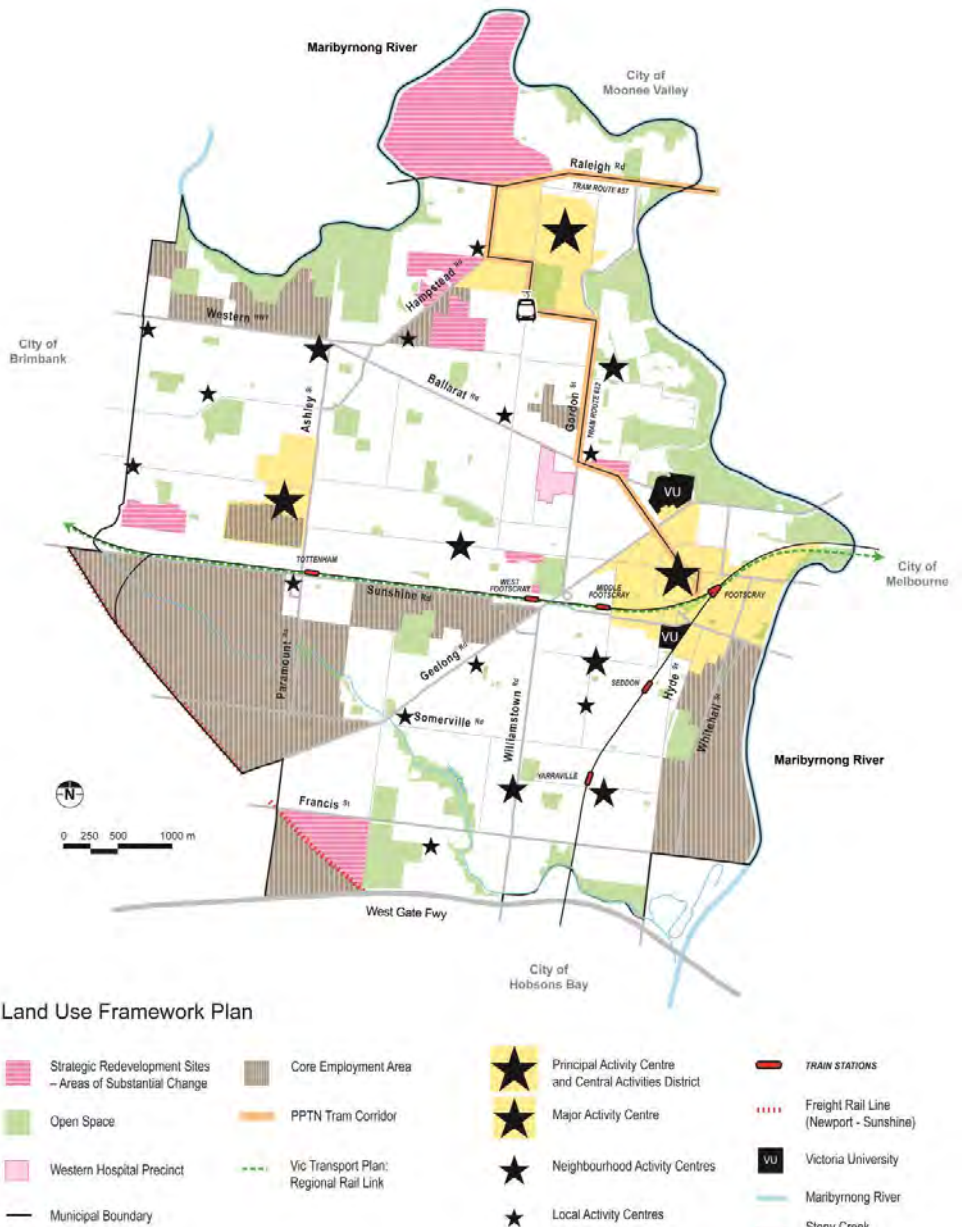 Maribyrnong River
City of
Moonee Valley
Raleigh Rd
TRAM ROUTE #57
Hampstead Rd
Western HWY
City of
Brimbank
Ballarat Rd
Ashley St
Gordon St
TRAM ROUTE #82
VU
TOTTENHAM
WEST
FOOTSCRAY
MIDDLE
FOOTSCRAY
FOOTSCRAY
City of
Melbourne
Sunshine Rd
VU
Geelong Rd
Paramount Rd
SEDDON
Hyde St
Whitehall St
Somerville Rd
Williamstown Rd
Maribyrnong River
YARRAVILLE
N
Francis St
0 250 500 1000 m
West Gate Fwy
City of
Hobsons Bay
Land Use Framework Plan
Strategic Redevelopment Sites
– Areas of Substantial Change
Open Space
Western Hospital Precinct
Municipal Boundary
Core Employment Area
PPTN Tram Corridor
Vic Transport Plan:
Regional Rail Link
Principal Activity Centre
and Central Activities District
Major Activity Centre
Neighbourhood Activity Centres
Local Activity Centres
TRAIN STATIONS
Freight Rail Line
(Newport - Sunshine)
VU
Victoria University
Maribyrnong River
Stony Creek